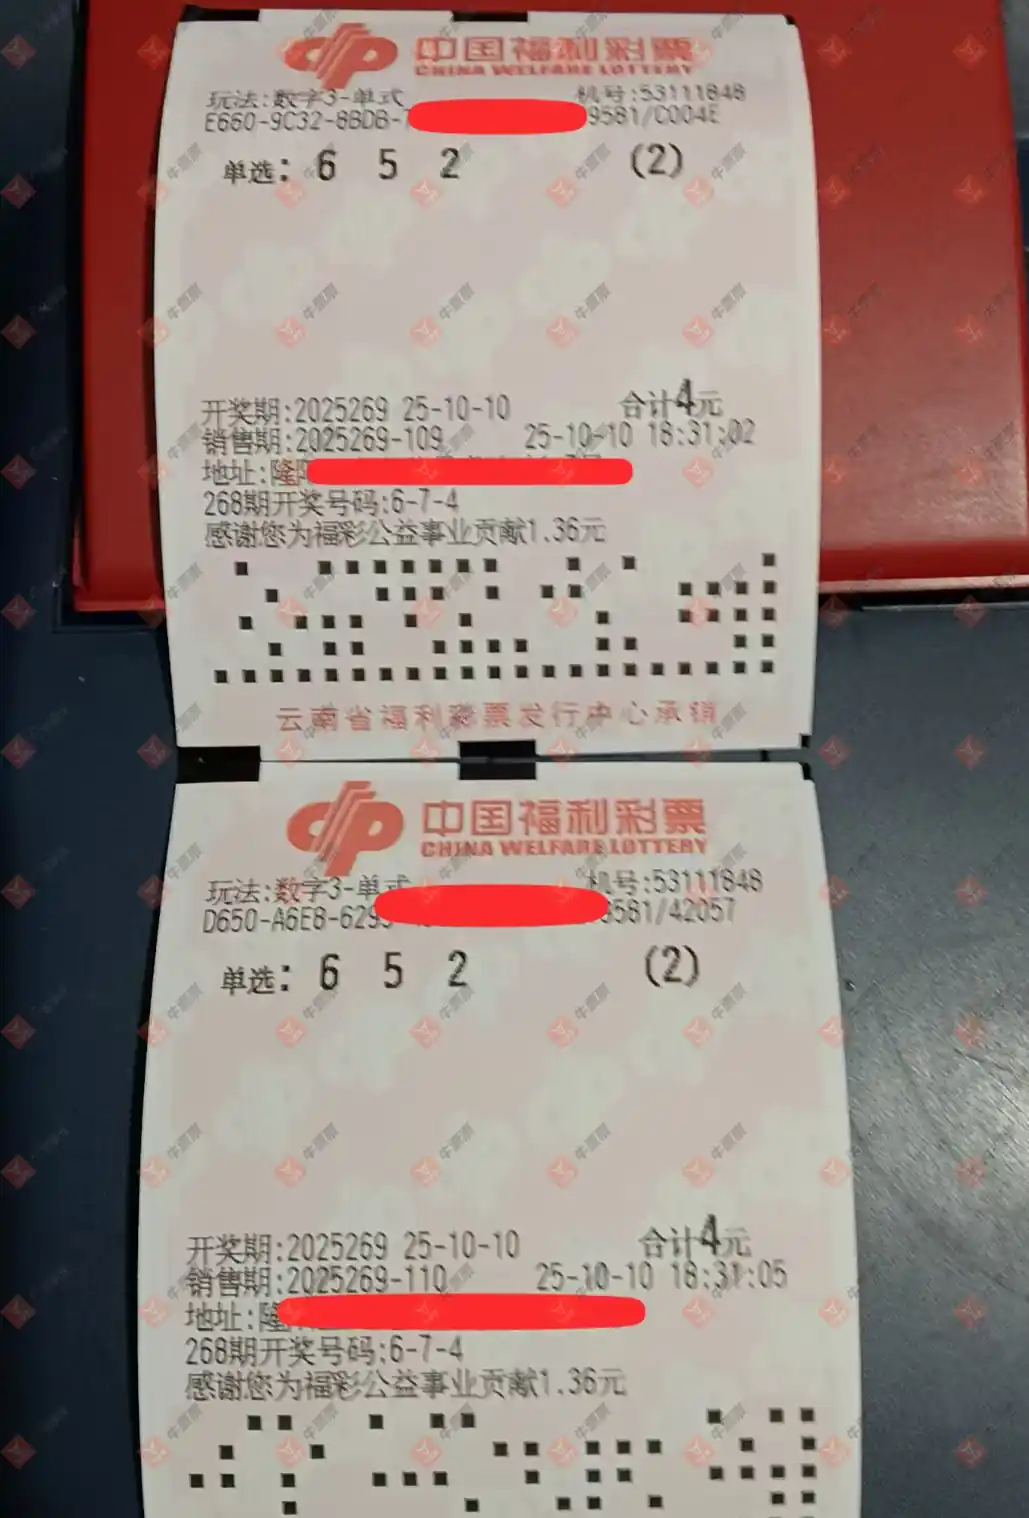 中国福利彩票
CHINA WELFARE LOTTERY
玩法:数字3-单式 机号:53111848
E660-9C32-8BDB- 9581/C004E
单选: 6 5 2 (2)
开奖期:2025269 25-10-10 合计4元
销售期:2025269-109 25-10-10 18:31:02
地址:隆阳
268期开奖号码:6-7-4
感谢您为福彩公益事业贡献1.36元
云南省福利彩票发行中心承销
中国福利彩票
CHINA WELFARE LOTTERY
玩法:数字3-单式 机号:53111848
D650-A6E8-629 581/42057
单选: 6 5 2 (2)
开奖期:2025269 25-10-10 合计4元
销售期:2025269-110 25-10-10 18:31:05
地址:隆
268期开奖号码:6-7-4
感谢您为福彩公益事业贡献1.36元